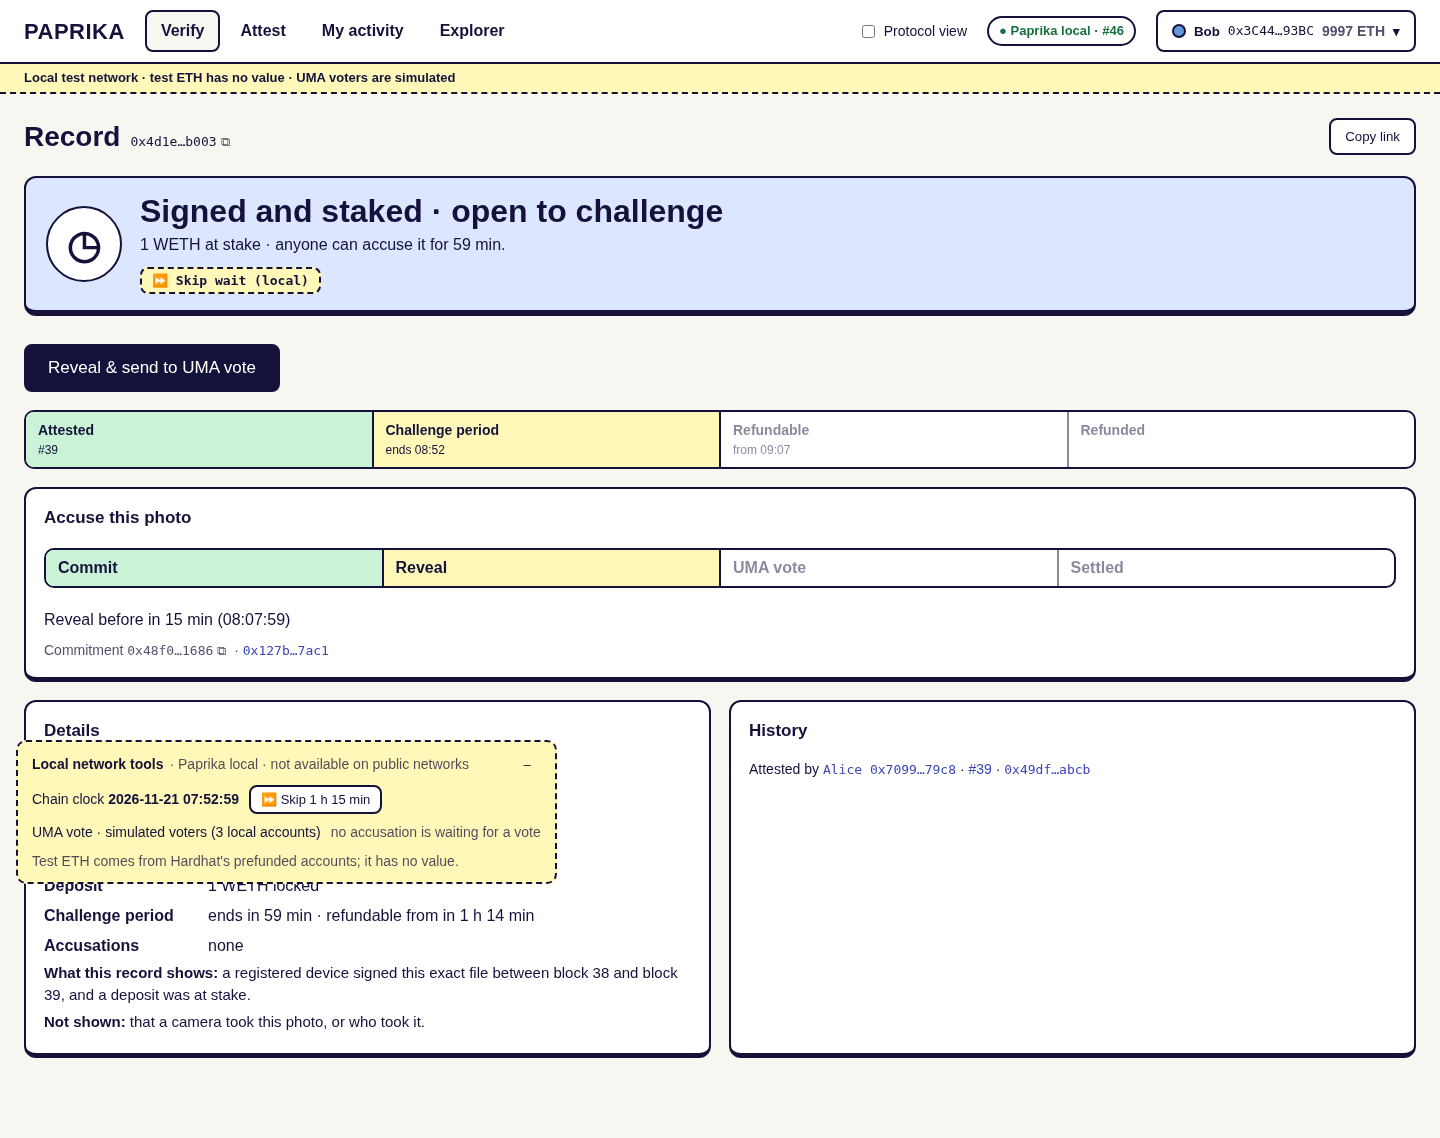 PAPRIKA Verify Attest My activity Explorer Protocol view ● Paprika local · #46 Bob 0x3C44…93BC 9997 ETH ▾
Local test network · test ETH has no value · UMA voters are simulated
Record 0x4d1e…b003 ⧉ Copy link
Signed and staked · open to challenge
1 WETH at stake · anyone can accuse it for 59 min.
⏩ Skip wait (local)
Reveal & send to UMA vote
Attested Challenge period Refundable Refunded
#39 ends 08:52 from 09:07
Accuse this photo
Commit Reveal UMA vote Settled
Reveal before in 15 min (08:07:59)
Commitment 0x48f0…1686 ⧉ · 0x127b…7ac1
Details
Local network tools · Paprika local · not available on public networks –
Chain clock 2026-11-21 07:52:59 ⏩ Skip 1 h 15 min
UMA vote · simulated voters (3 local accounts) no accusation is waiting for a vote
Test ETH comes from Hardhat's prefunded accounts; it has no value.
Deposit 1 WETH locked
Challenge period ends in 59 min · refundable from in 1 h 14 min
Accusations none
What this record shows: a registered device signed this exact file between block 38 and block
39, and a deposit was at stake.
Not shown: that a camera took this photo, or who took it.
History
Attested by Alice 0x7099…79c8 · #39 · 0x49df…abcb